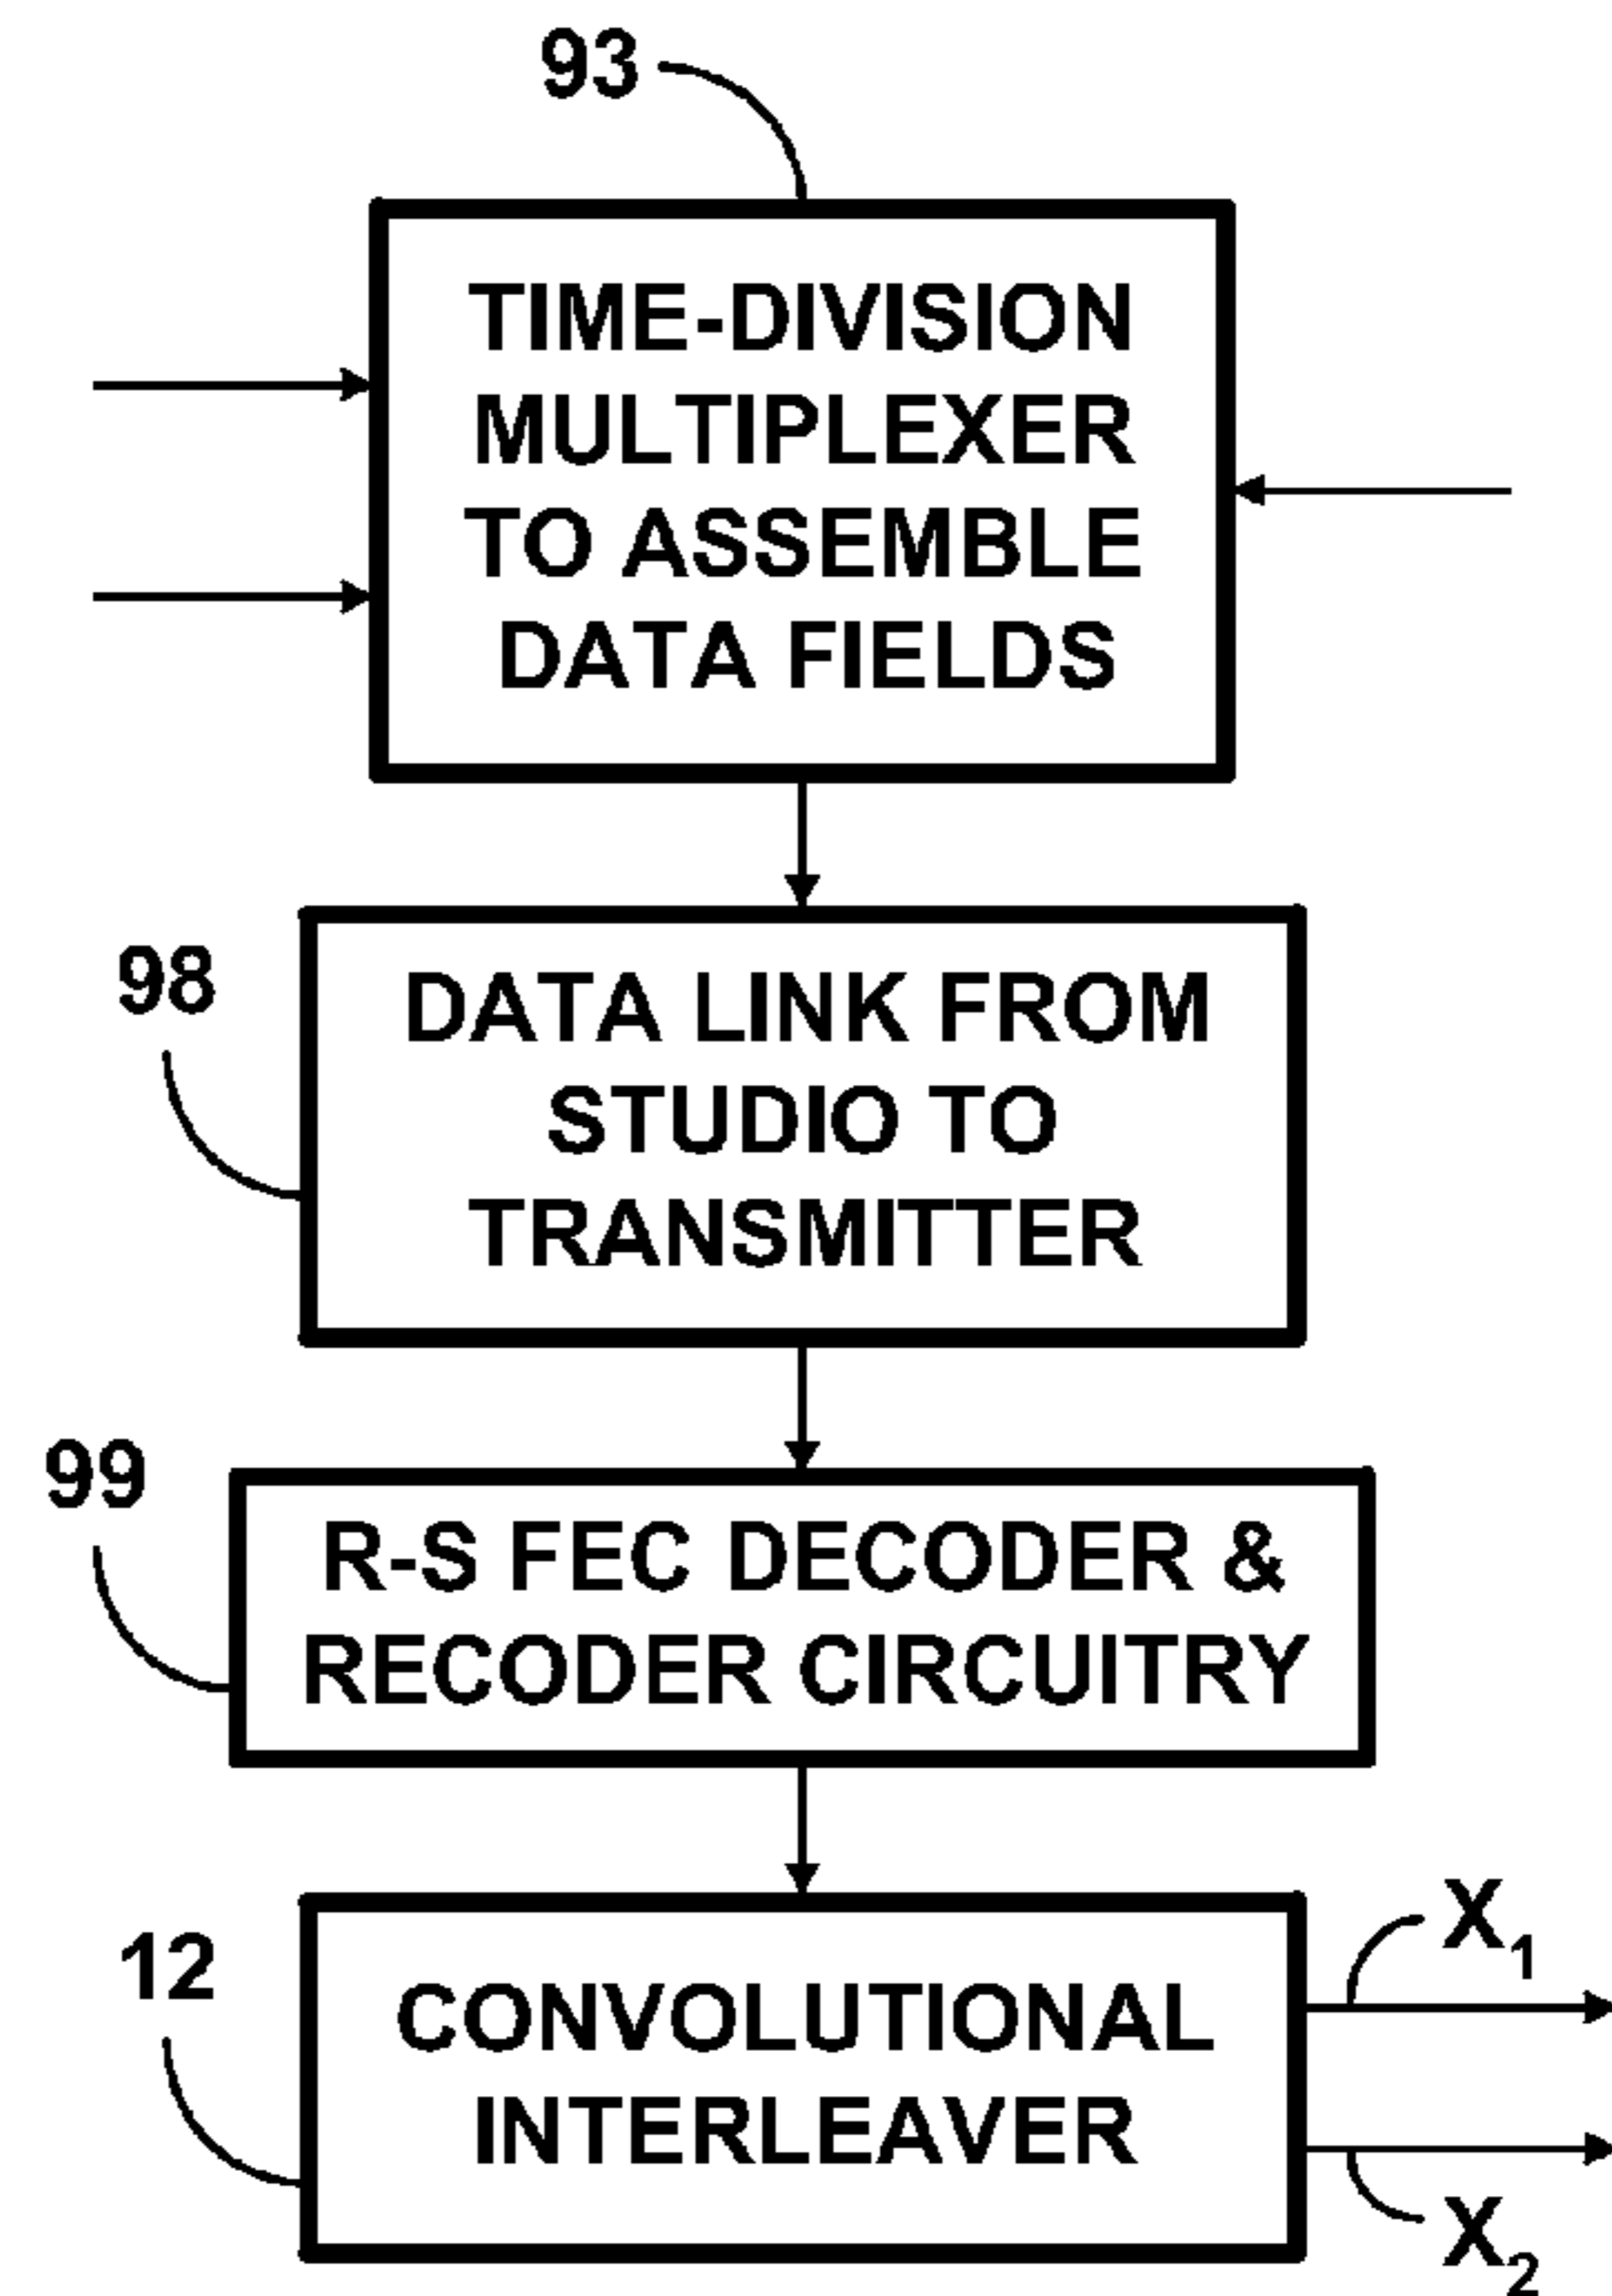 93
TIME-DIVISION
MULTIPLEXER
TO ASSEMBLE
DATA FIELDS
98
DATA LINK FROM
STUDIO TO
TRANSMITTER
99
R-S FEC DECODER &
RECODER CIRCUITRY
12
CONVOLUTIONAL
INTERLEAVER
X1
X2